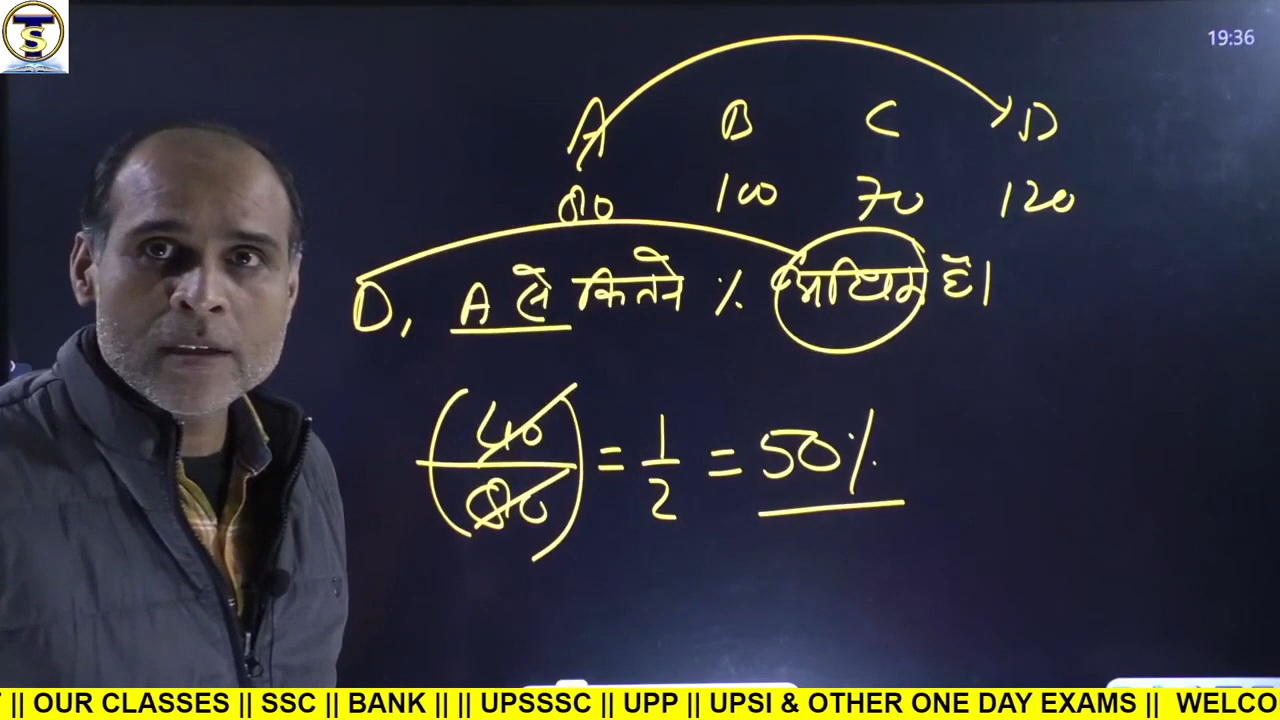 19:36
TS
A B C D
80 100 70 120
D, A से कितने % अधिक है।
(40/80) = 1/2 = 50%
|| OUR CLASSES || SSC || BANK || || UPSSSC || UPP || UPSI & OTHER ONE DAY EXAMS || WELCO